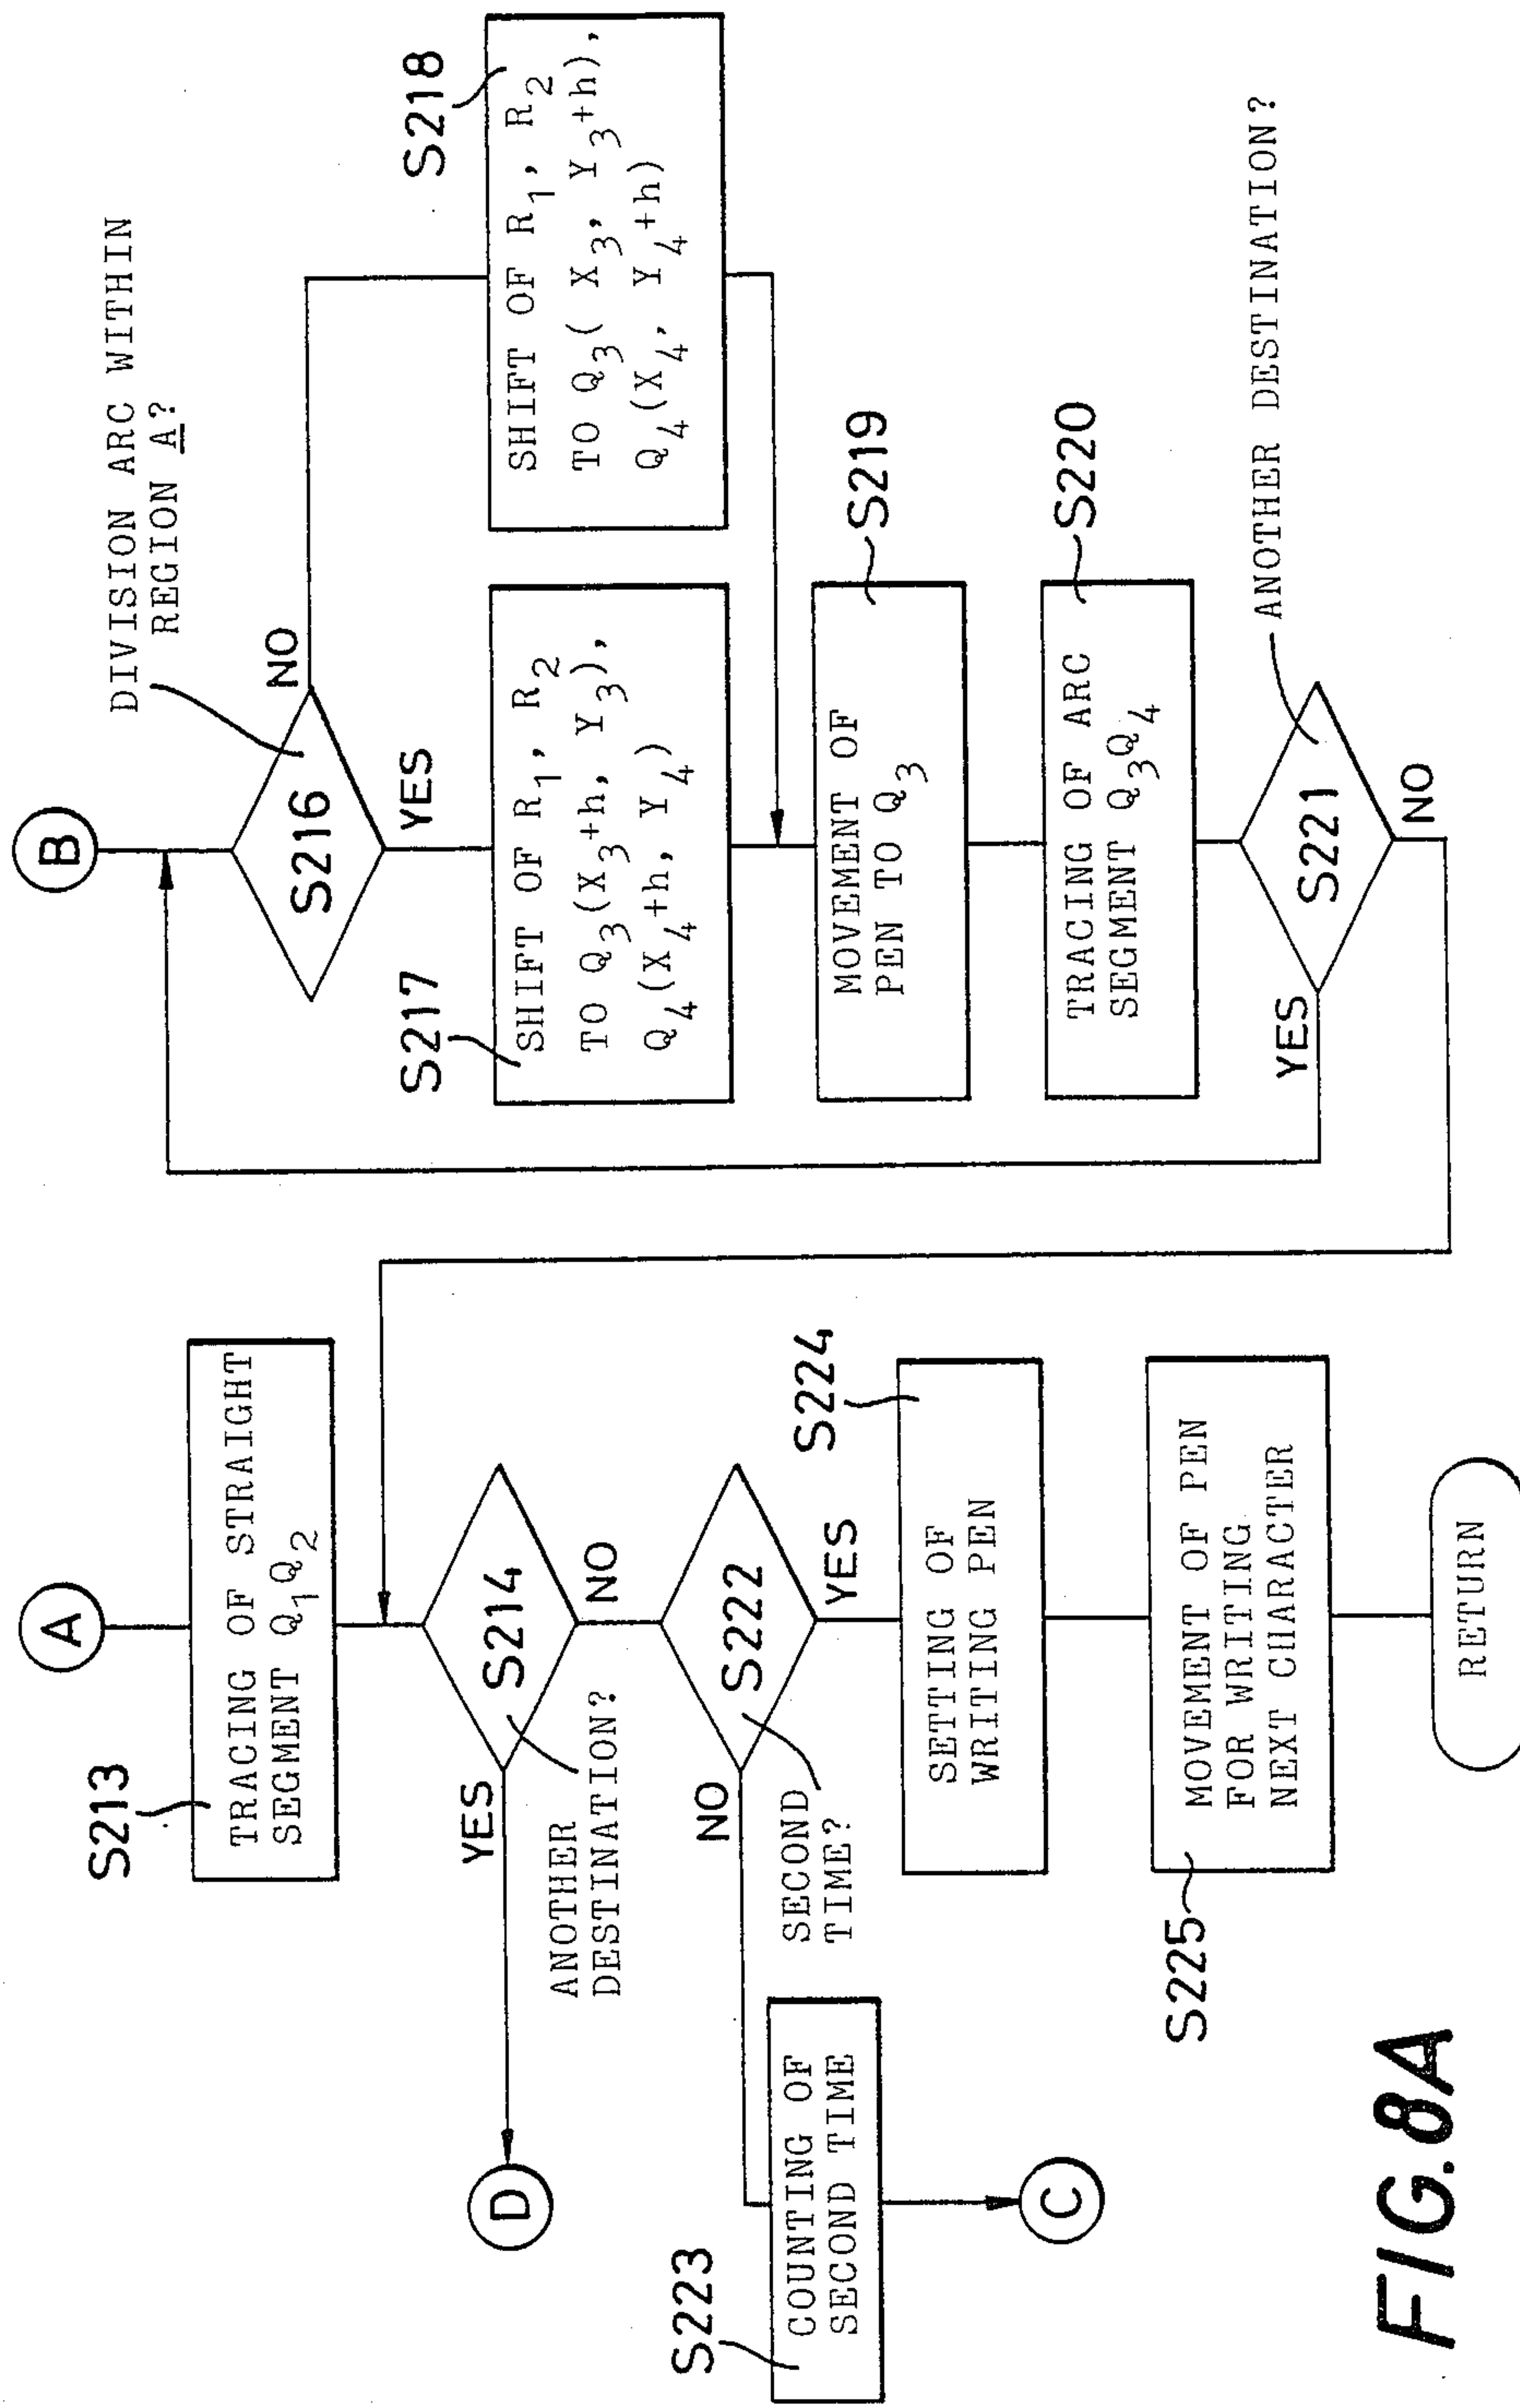 A
S213
TRACING OF STRAIGHT
SEGMENT Q₁Q₂
S214
YES
NO
ANOTHER
DESTINATION?
D
S222
NO
YES
SECOND
TIME?
S223
COUNTING OF
SECOND TIME
C
S224
SETTING OF
WRITING PEN
S225
MOVEMENT OF PEN
FOR WRITING
NEXT CHARACTER
RETURN
B
DIVISION ARC WITHIN
REGION A?
S216
NO
YES
S217
SHIFT OF R₁, R₂
TO Q₃(X₃+h, Y₃),
Q₄(X₄+h, Y₄)
S218
SHIFT OF R₁, R₂
TO Q₃( X₃, Y₃+h),
Q₄(X₄, Y₄+h)
S219
MOVEMENT OF
PEN TO Q₃
S220
TRACING OF ARC
SEGMENT Q₃Q₄
S221
YES
NO
ANOTHER DESTINATION?
FIG.8A